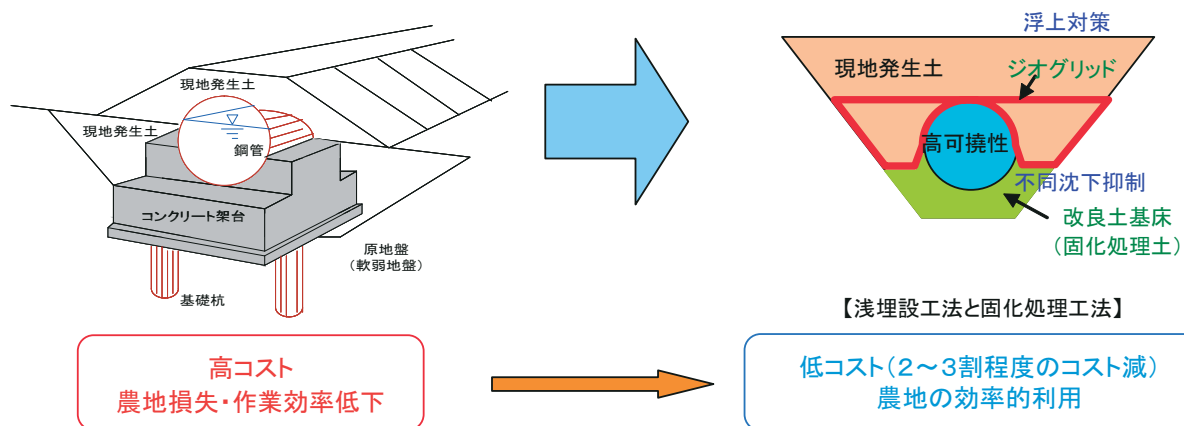 現地発生土
現地発生土
鋼管
コンクリート架台
原地盤
(軟弱地盤)
基礎杭
高コスト
農地損失・作業効率低下
浮上対策
現地発生土
ジオグリッド
高可撓性
不同沈下抑制
改良土基床
(固化処理土)
【浅埋設工法と固化処理工法】
低コスト(2～3割程度のコスト減)
農地の効率的利用